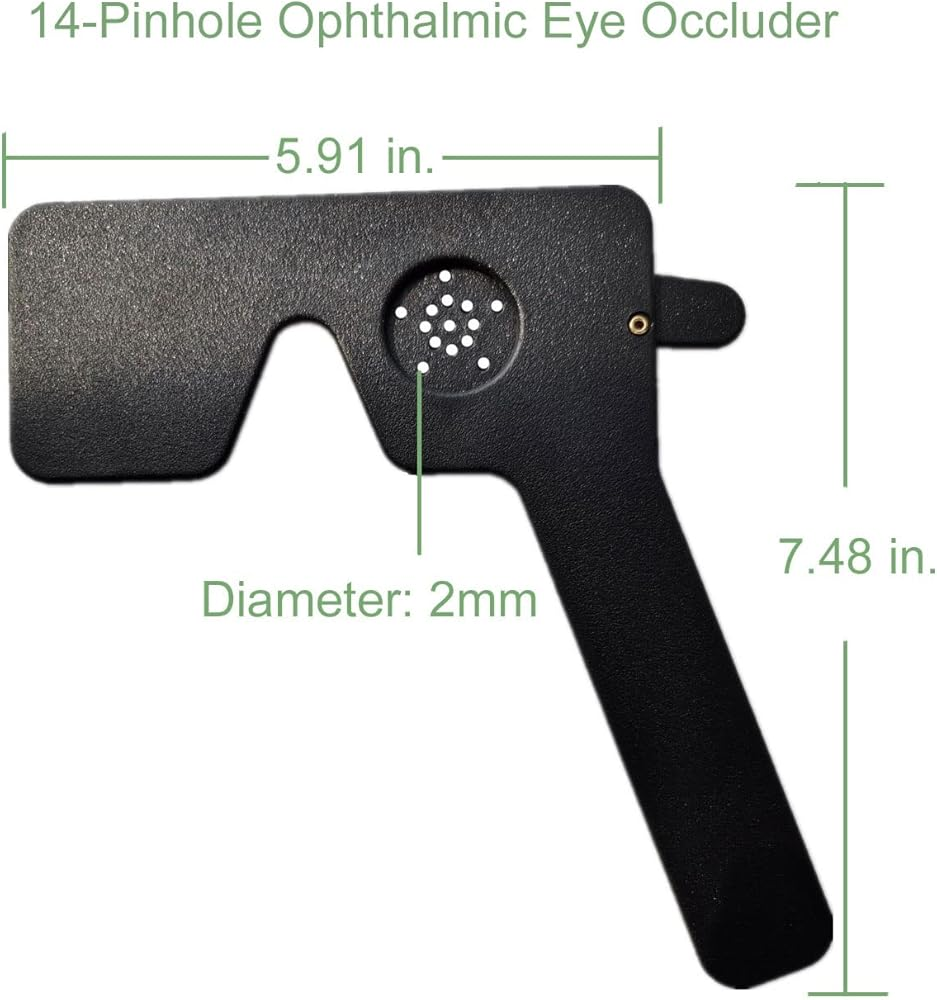 14-Pinhole Ophthalmic Eye Occluder
5.91 in.
7.48 in.
Diameter: 2mm